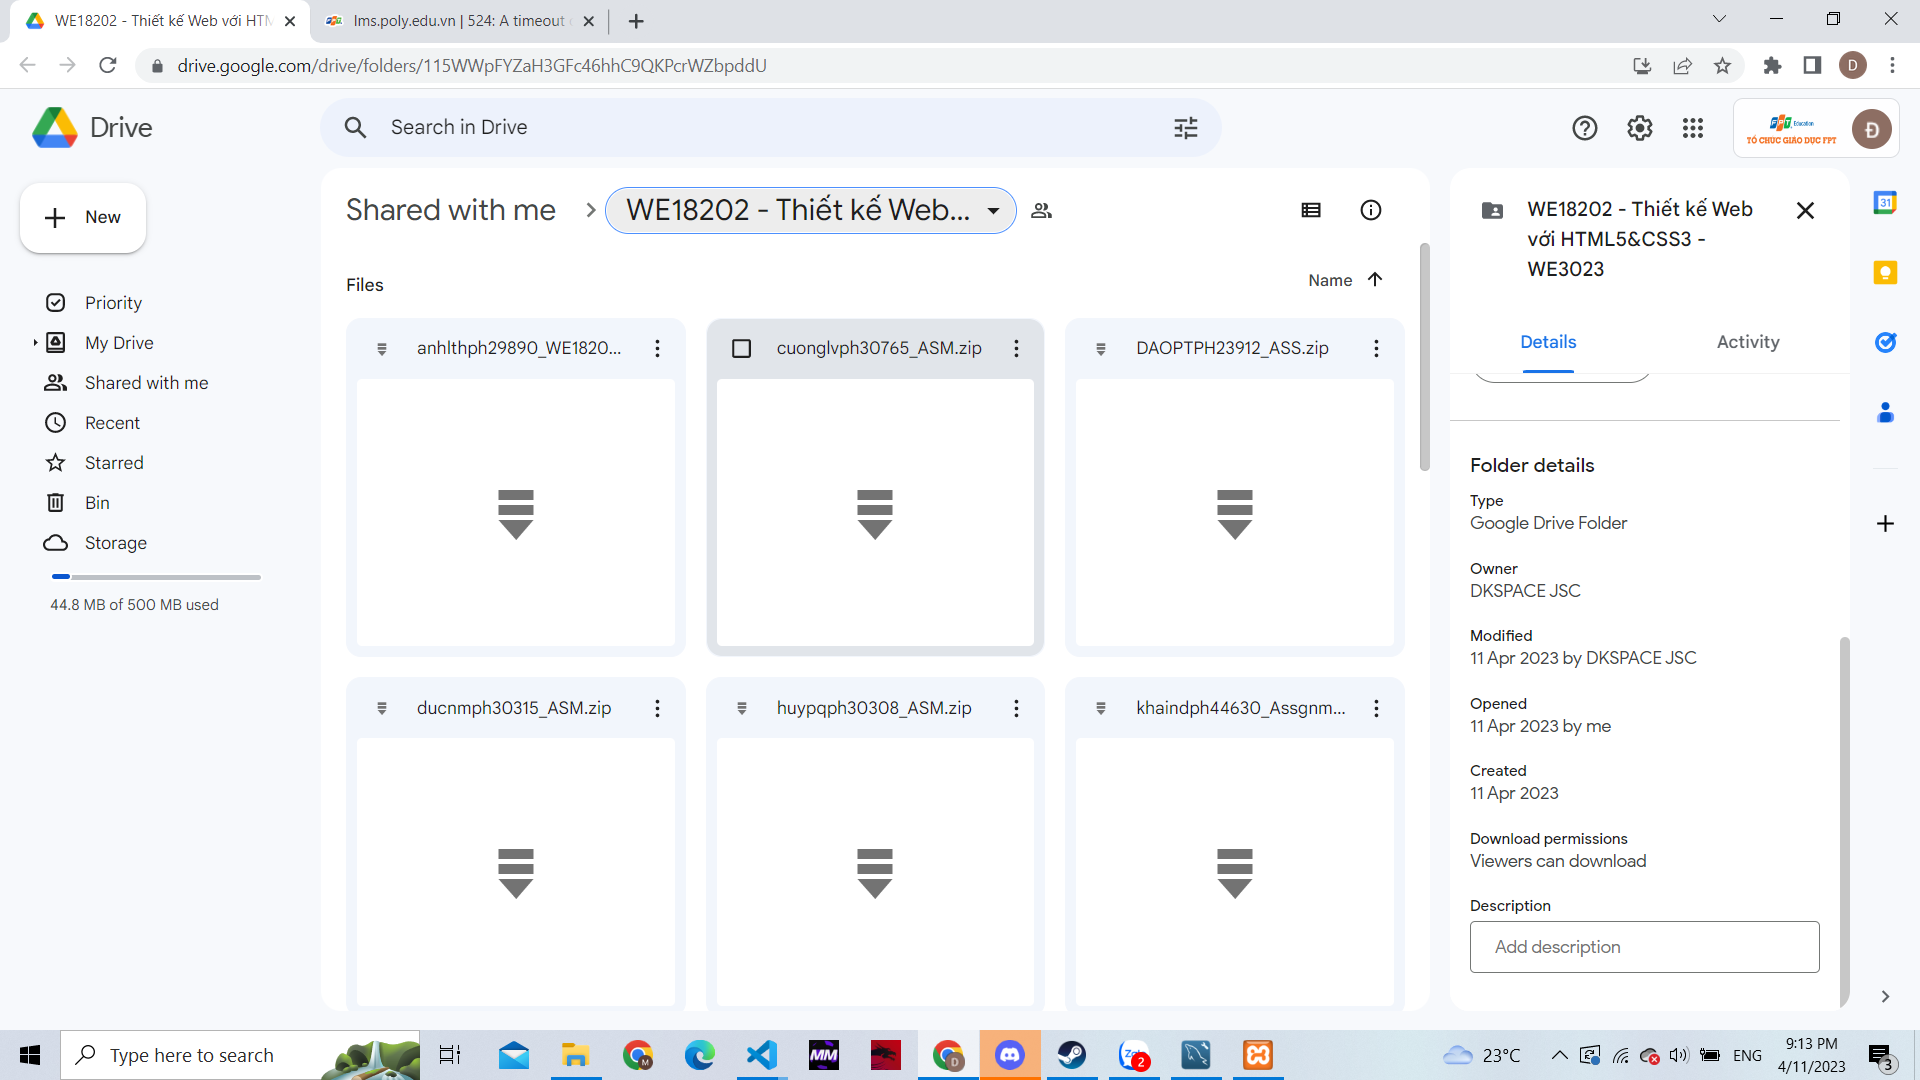 WE18202 - Thiết kế Web với HTM
lms.poly.edu.vn | 524: A timeout
drive.google.com/drive/folders/115WWpFYZaH3GFc46hhC9QKPcrWZbpddU
D
Drive
Search in Drive
FPT Education
TỔ CHỨC GIÁO DỤC FPT
Đ
New
Priority
My Drive
Shared with me
Recent
Starred
Bin
Storage
44.8 MB of 500 MB used
Shared with me
WE18202 - Thiết kế Web...
Files
Name
anhlthph29890_WE1820...
cuonglvph30765_ASM.zip
DAOPTPH23912_ASS.zip
ducnmph30315_ASM.zip
huypqph30308_ASM.zip
khaindph44630_Assgnm...
WE18202 - Thiết kế Web
với HTML5&CSS3 -
WE3023
Details
Activity
Folder details
Type
Google Drive Folder
Owner
DKSPACE JSC
Modified
11 Apr 2023 by DKSPACE JSC
Opened
11 Apr 2023 by me
Created
11 Apr 2023
Download permissions
Viewers can download
Description
Add description
31
Type here to search
M
MM
D
2
23°C
ENG
9:13 PM
4/11/2023
3